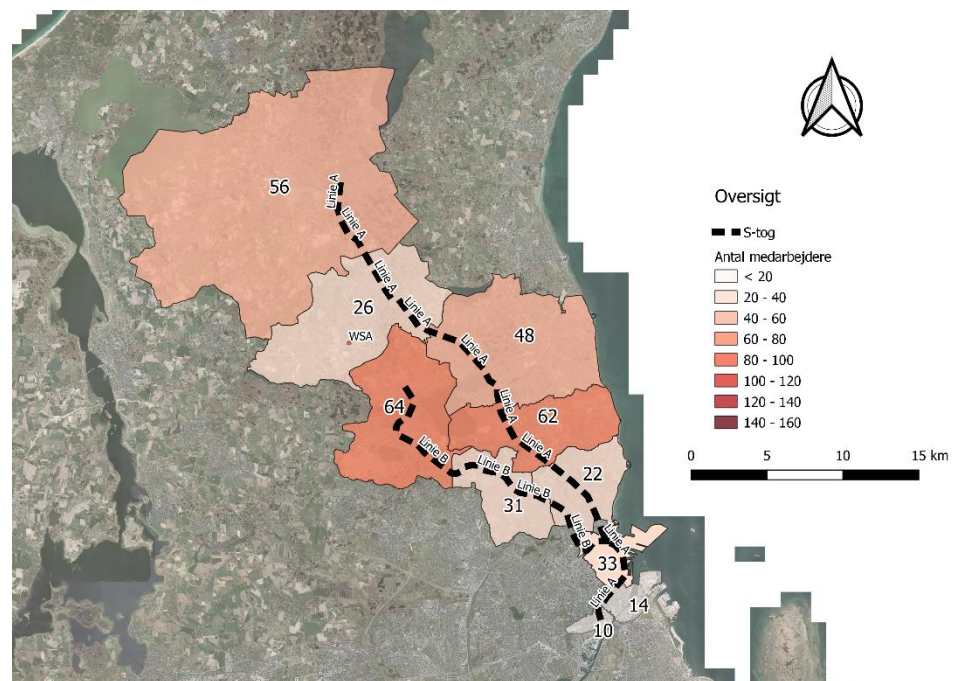 56
Linie A
Linie A
Linie A
26
Linie A
WSA
48
Linie A
64
Linie A
62
Linie A
Linie B
Linie B
22
Linie B
31
Linie B
Linie A
33
Linie A
14
10
Oversigt
S-tog
Antal medarbejdere
< 20
20 - 40
40 - 60
60 - 80
80 - 100
100 - 120
120 - 140
140 - 160
0 5 10 15 km